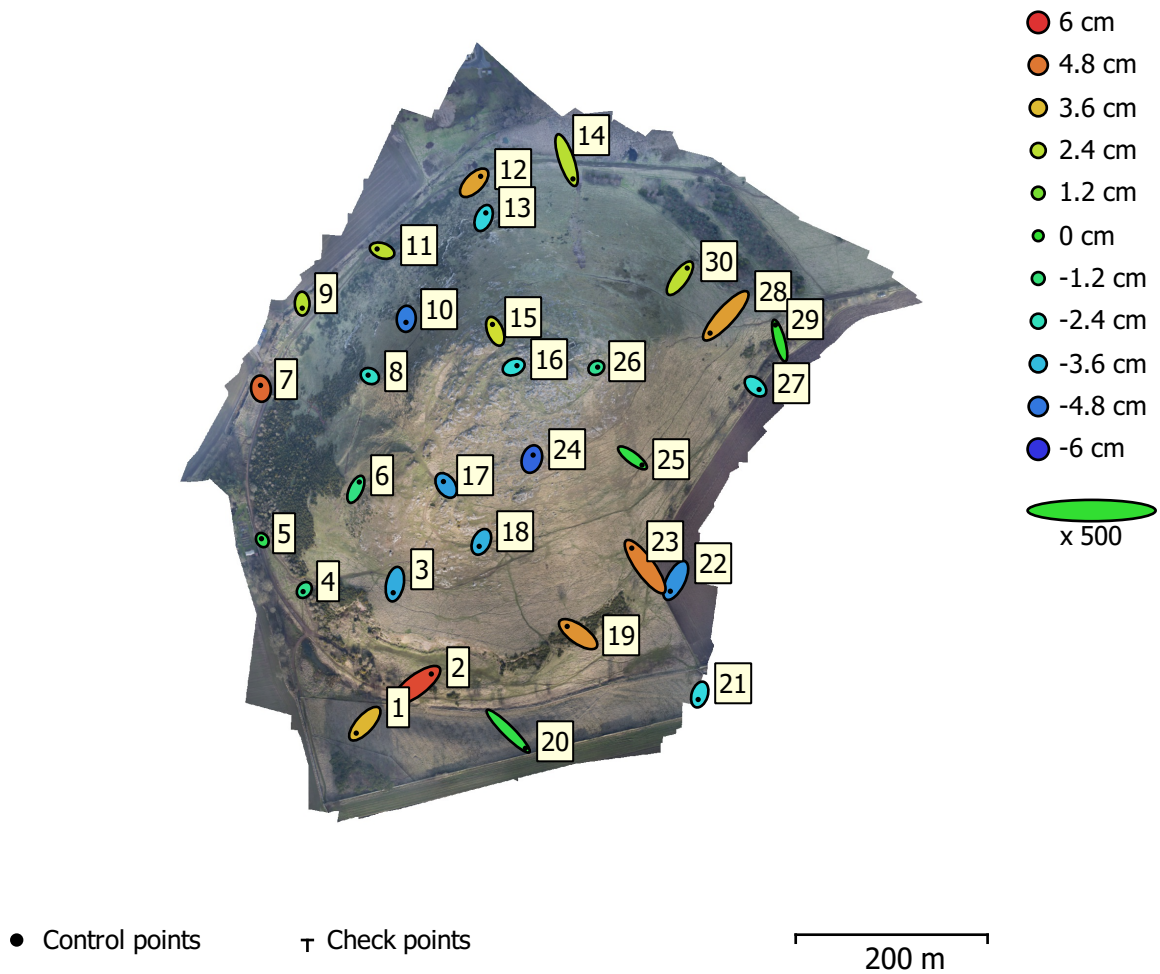 6 cm
4.8 cm
3.6 cm
2.4 cm
1.2 cm
0 cm
-1.2 cm
-2.4 cm
-3.6 cm
-4.8 cm
-6 cm
x 500
14
12
13
11
30
9
28
10
15
29
16
26
8
7
27
24
25
6
17
5
18
23
22
3
4
19
2
21
1
20
Control points
Check points
200 m